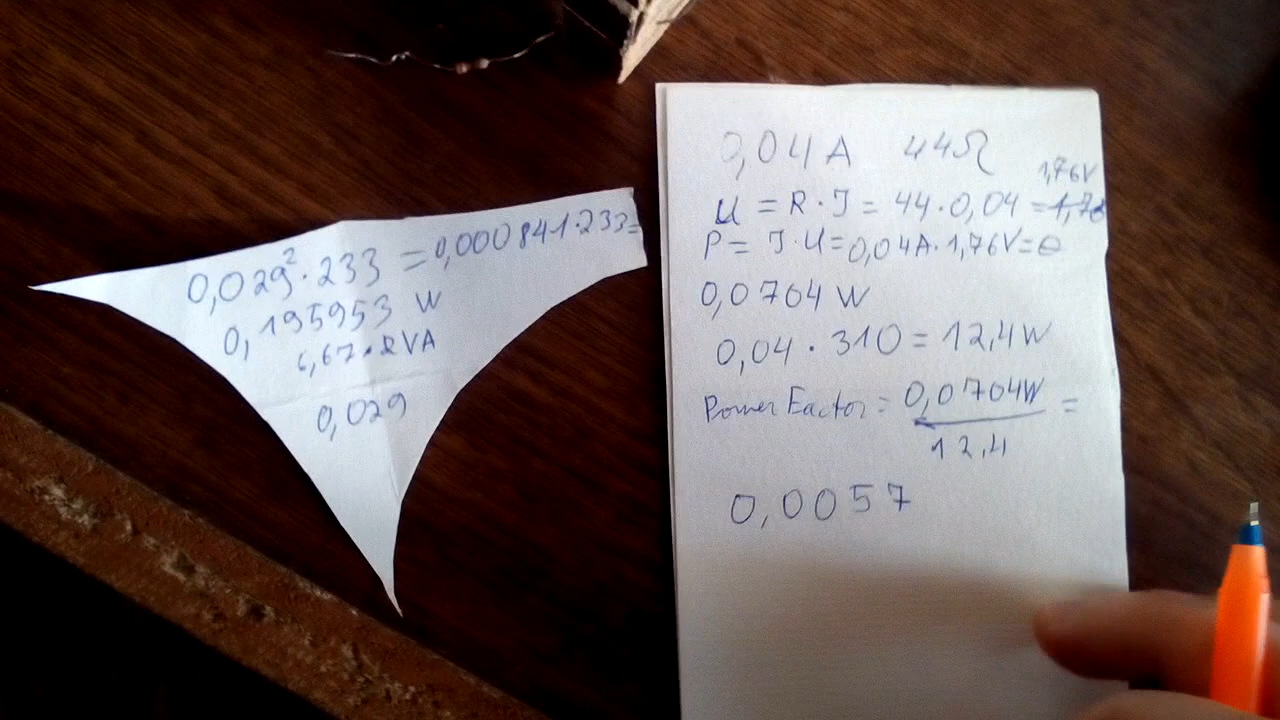 0,029²·233 = 0,000841·233=
0,195953 W
6,67·RVA
0,029
0,04A 44Ω
1,76V
U = R·I = 44·0,04 = 1,76
P = I·U = 0,04A·1,76V = Θ
0,0704 W
0,04 · 310 = 12,4 W
Power Factor = 0,0704W =
12,4
0,0057